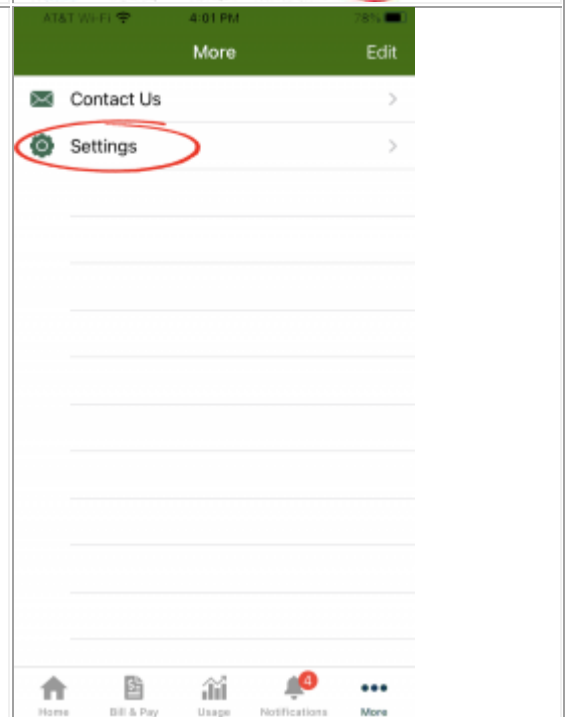 AT&T Wi-Fi 4:01 PM 78%
More Edit
Contact Us
Settings
4
Home Bill & Pay Usage Notifications More